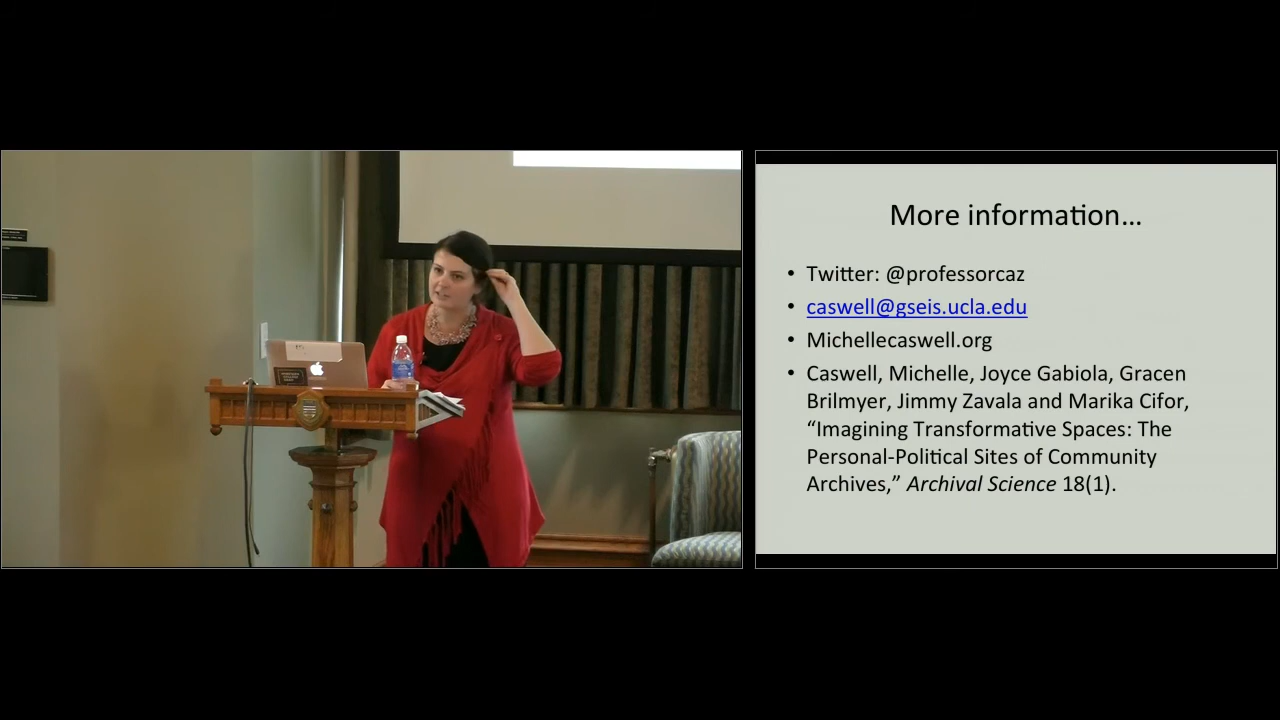 More information…
• Twitter: @professorcaz
• caswell@gseis.ucla.edu
• Michellecaswell.org
• Caswell, Michelle, Joyce Gabiola, Gracen
Brilmyer, Jimmy Zavala and Marika Cifor,
“Imagining Transformative Spaces: The
Personal-Political Sites of Community
Archives,” Archival Science 18(1).